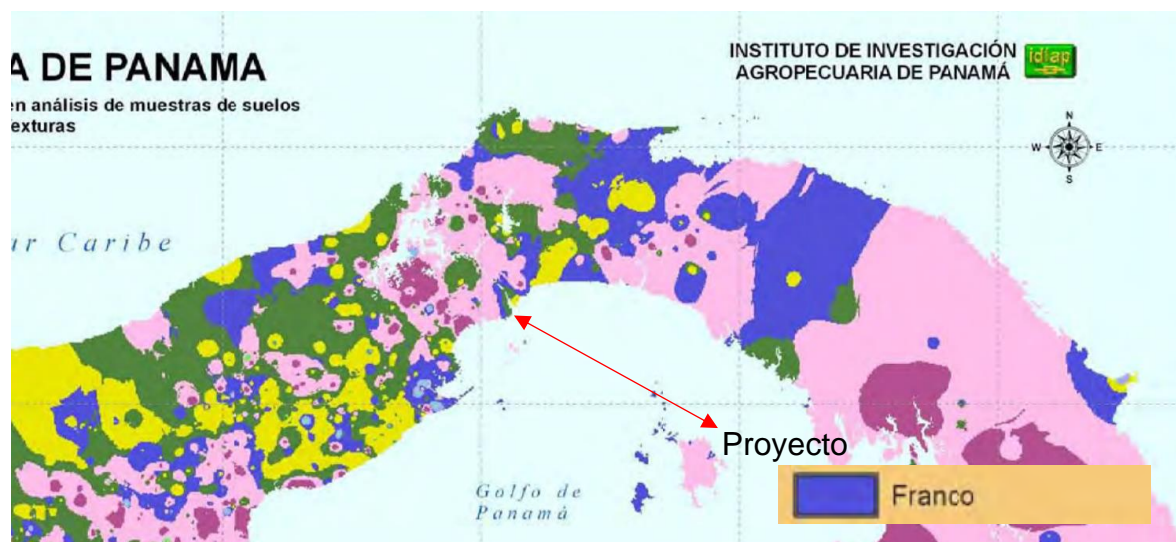 A DE PANAMA
en análisis de muestras de suelos
exturas
INSTITUTO DE INVESTIGACIÓN
AGROPECUARIA DE PANAMÁ
idiap
N
W
E
S
ar Caribe
Proyecto
Golfo de
Panamá
Franco